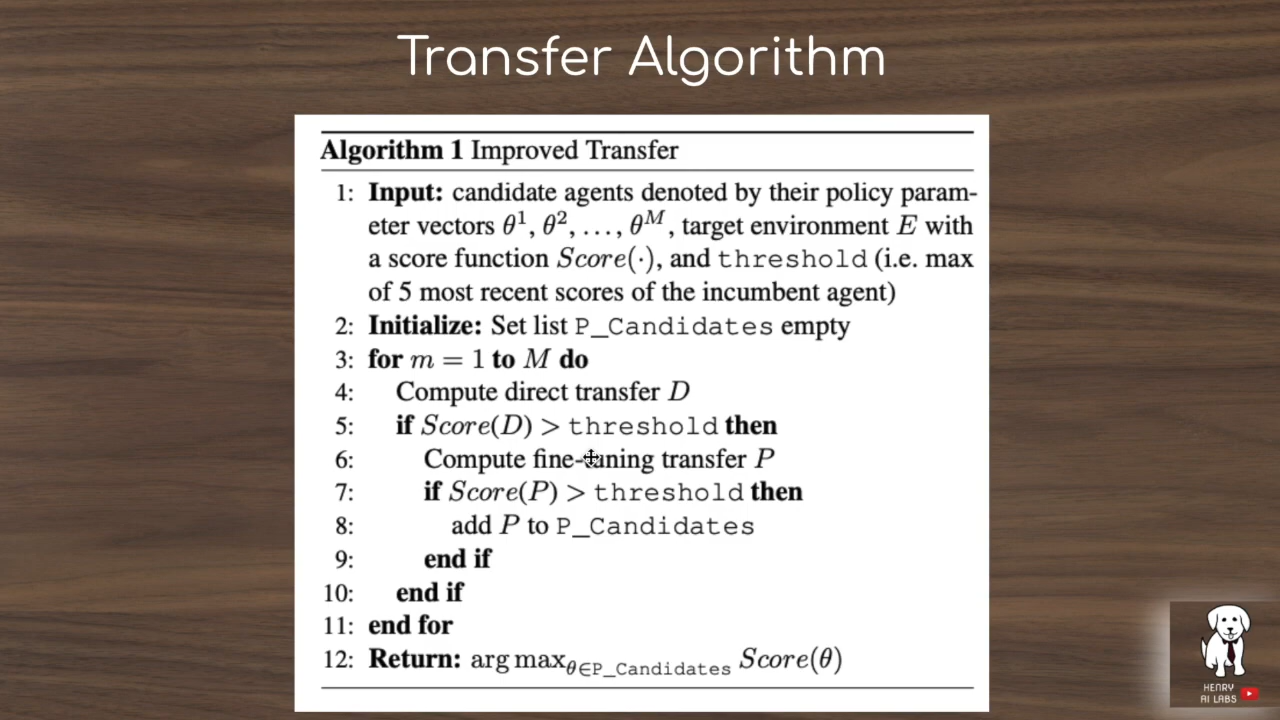 Transfer Algorithm
Algorithm 1 Improved Transfer
1: Input: candidate agents denoted by their policy param-
eter vectors θ¹, θ², . . . , θᴹ, target environment E with
a score function Score(·), and threshold (i.e. max
of 5 most recent scores of the incumbent agent)
2: Initialize: Set list P_Candidates empty
3: for m = 1 to M do
4: Compute direct transfer D
5: if Score(D) > threshold then
6: Compute fine-tuning transfer P
7: if Score(P) > threshold then
8: add P to P_Candidates
9: end if
10: end if
11: end for
12: Return: arg max_θ∈P_Candidates Score(θ)
HENRY
AI LABS